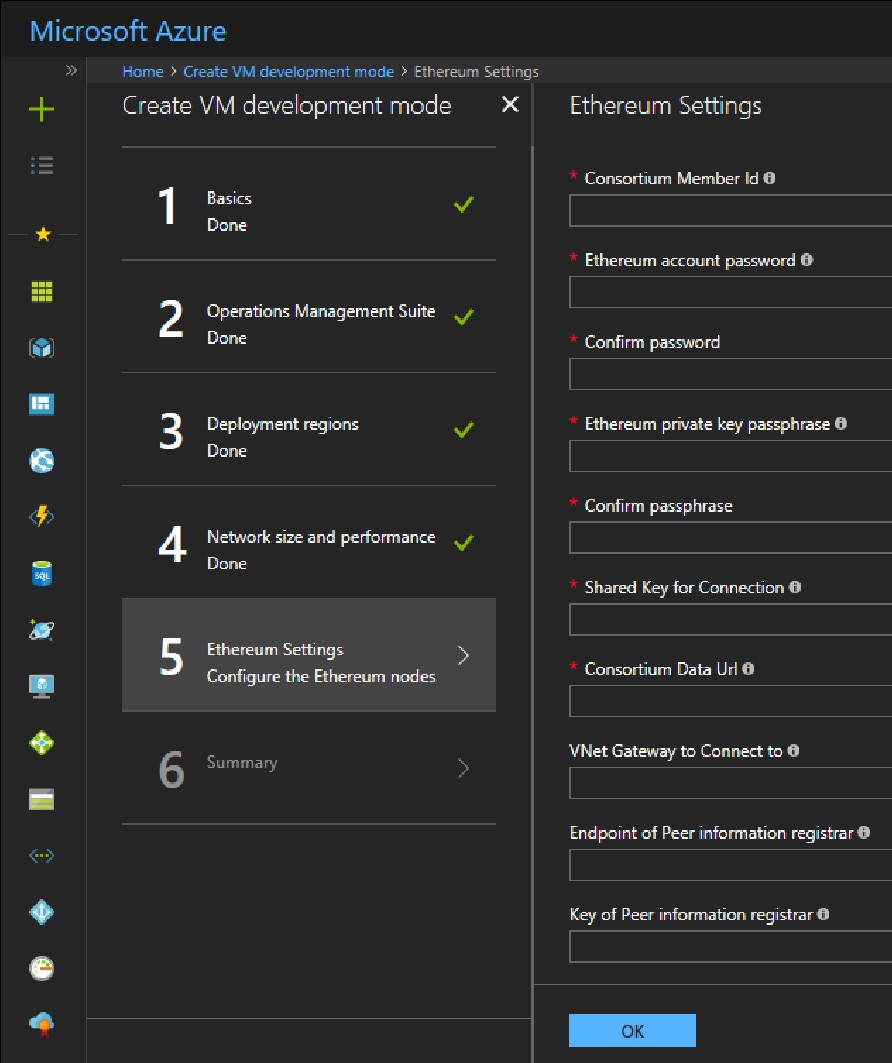 Microsoft Azure
Home > Create VM development mode > Ethereum Settings
Create VM development mode
1
Basics
Done
2
Operations Management Suite
Done
3
Deployment regions
Done
4
Network size and performance
Done
5
Ethereum Settings
Configure the Ethereum nodes
6
Summary
Ethereum Settings
* Consortium Member Id
* Ethereum account password
* Confirm password
* Ethereum private key passphrase
* Confirm passphrase
* Shared Key for Connection
* Consortium Data Url
VNet Gateway to Connect to
Endpoint of Peer information registrar
Key of Peer information registrar
OK
SQL